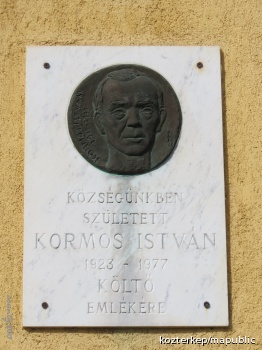 KÖZSÉGÜNKBEN
SZÜLETETT
KORMOS ISTVÁN
1923 - 1977
KÖLTŐ
EMLÉKÉRE
kozterkep/mapublic